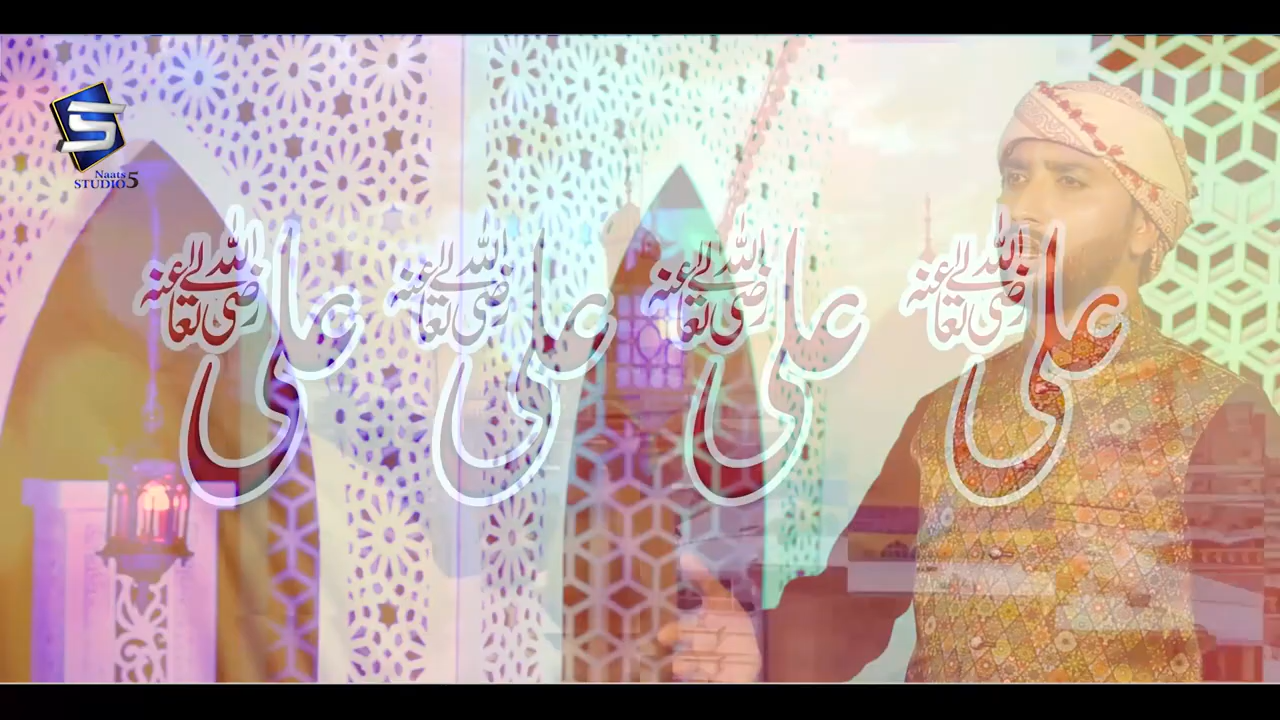 Naats
STUDIO5
علی رضی اللہ تعالیٰ عنہ علی رضی اللہ تعالیٰ عنہ علی رضی اللہ تعالیٰ عنہ علی رضی اللہ تعالیٰ عنہ